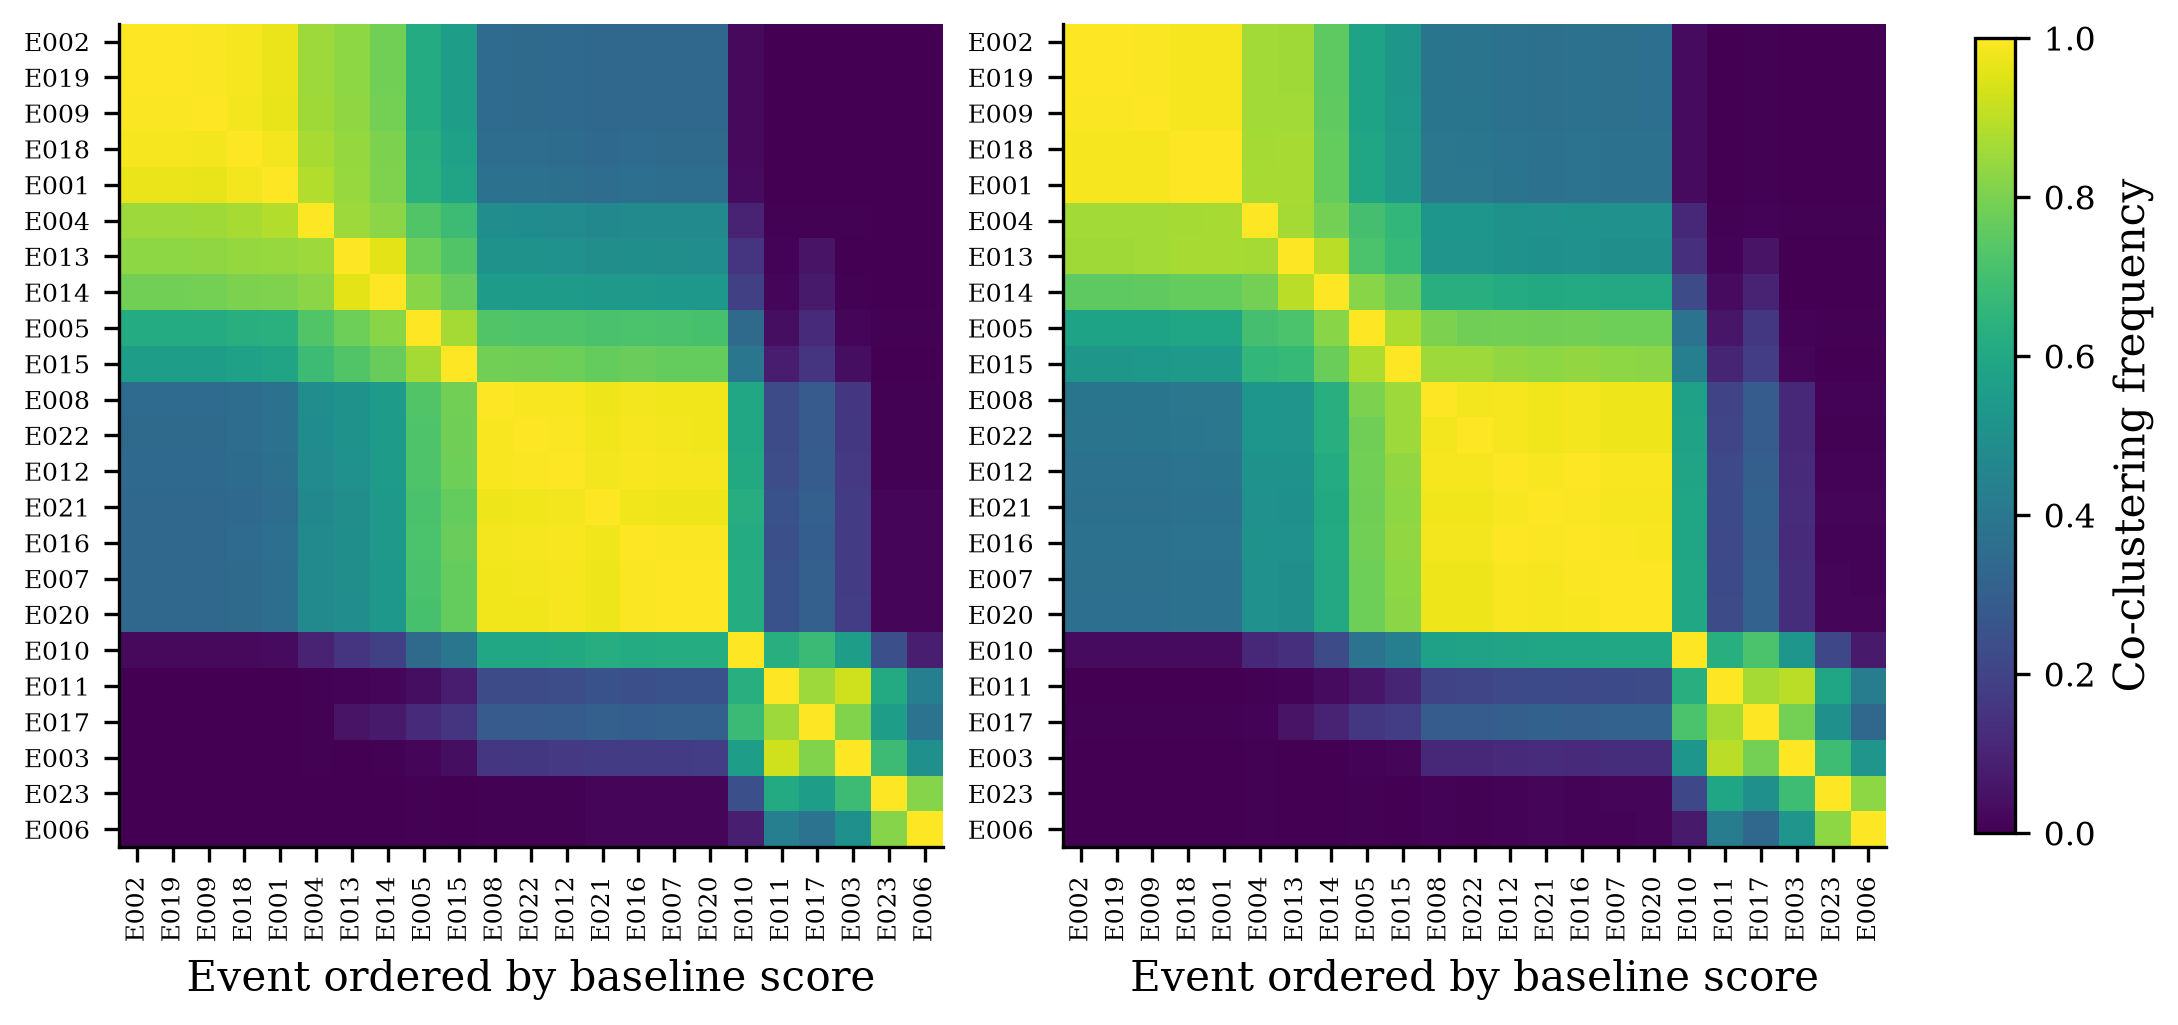 E002
E019
E009
E018
E001
E004
E013
E014
E005
E015
E008
E022
E012
E021
E016
E007
E020
E010
E011
E017
E003
E023
E006
E002 E019 E009 E018 E001 E004 E013 E014 E005 E015 E008 E022 E012 E021 E016 E007 E020 E010 E011 E017 E003 E023 E006
Event ordered by baseline score
E002
E019
E009
E018
E001
E004
E013
E014
E005
E015
E008
E022
E012
E021
E016
E007
E020
E010
E011
E017
E003
E023
E006
E002 E019 E009 E018 E001 E004 E013 E014 E005 E015 E008 E022 E012 E021 E016 E007 E020 E010 E011 E017 E003 E023 E006
Event ordered by baseline score
1.0
0.8
0.6
0.4
0.2
0.0
Co-clustering frequency